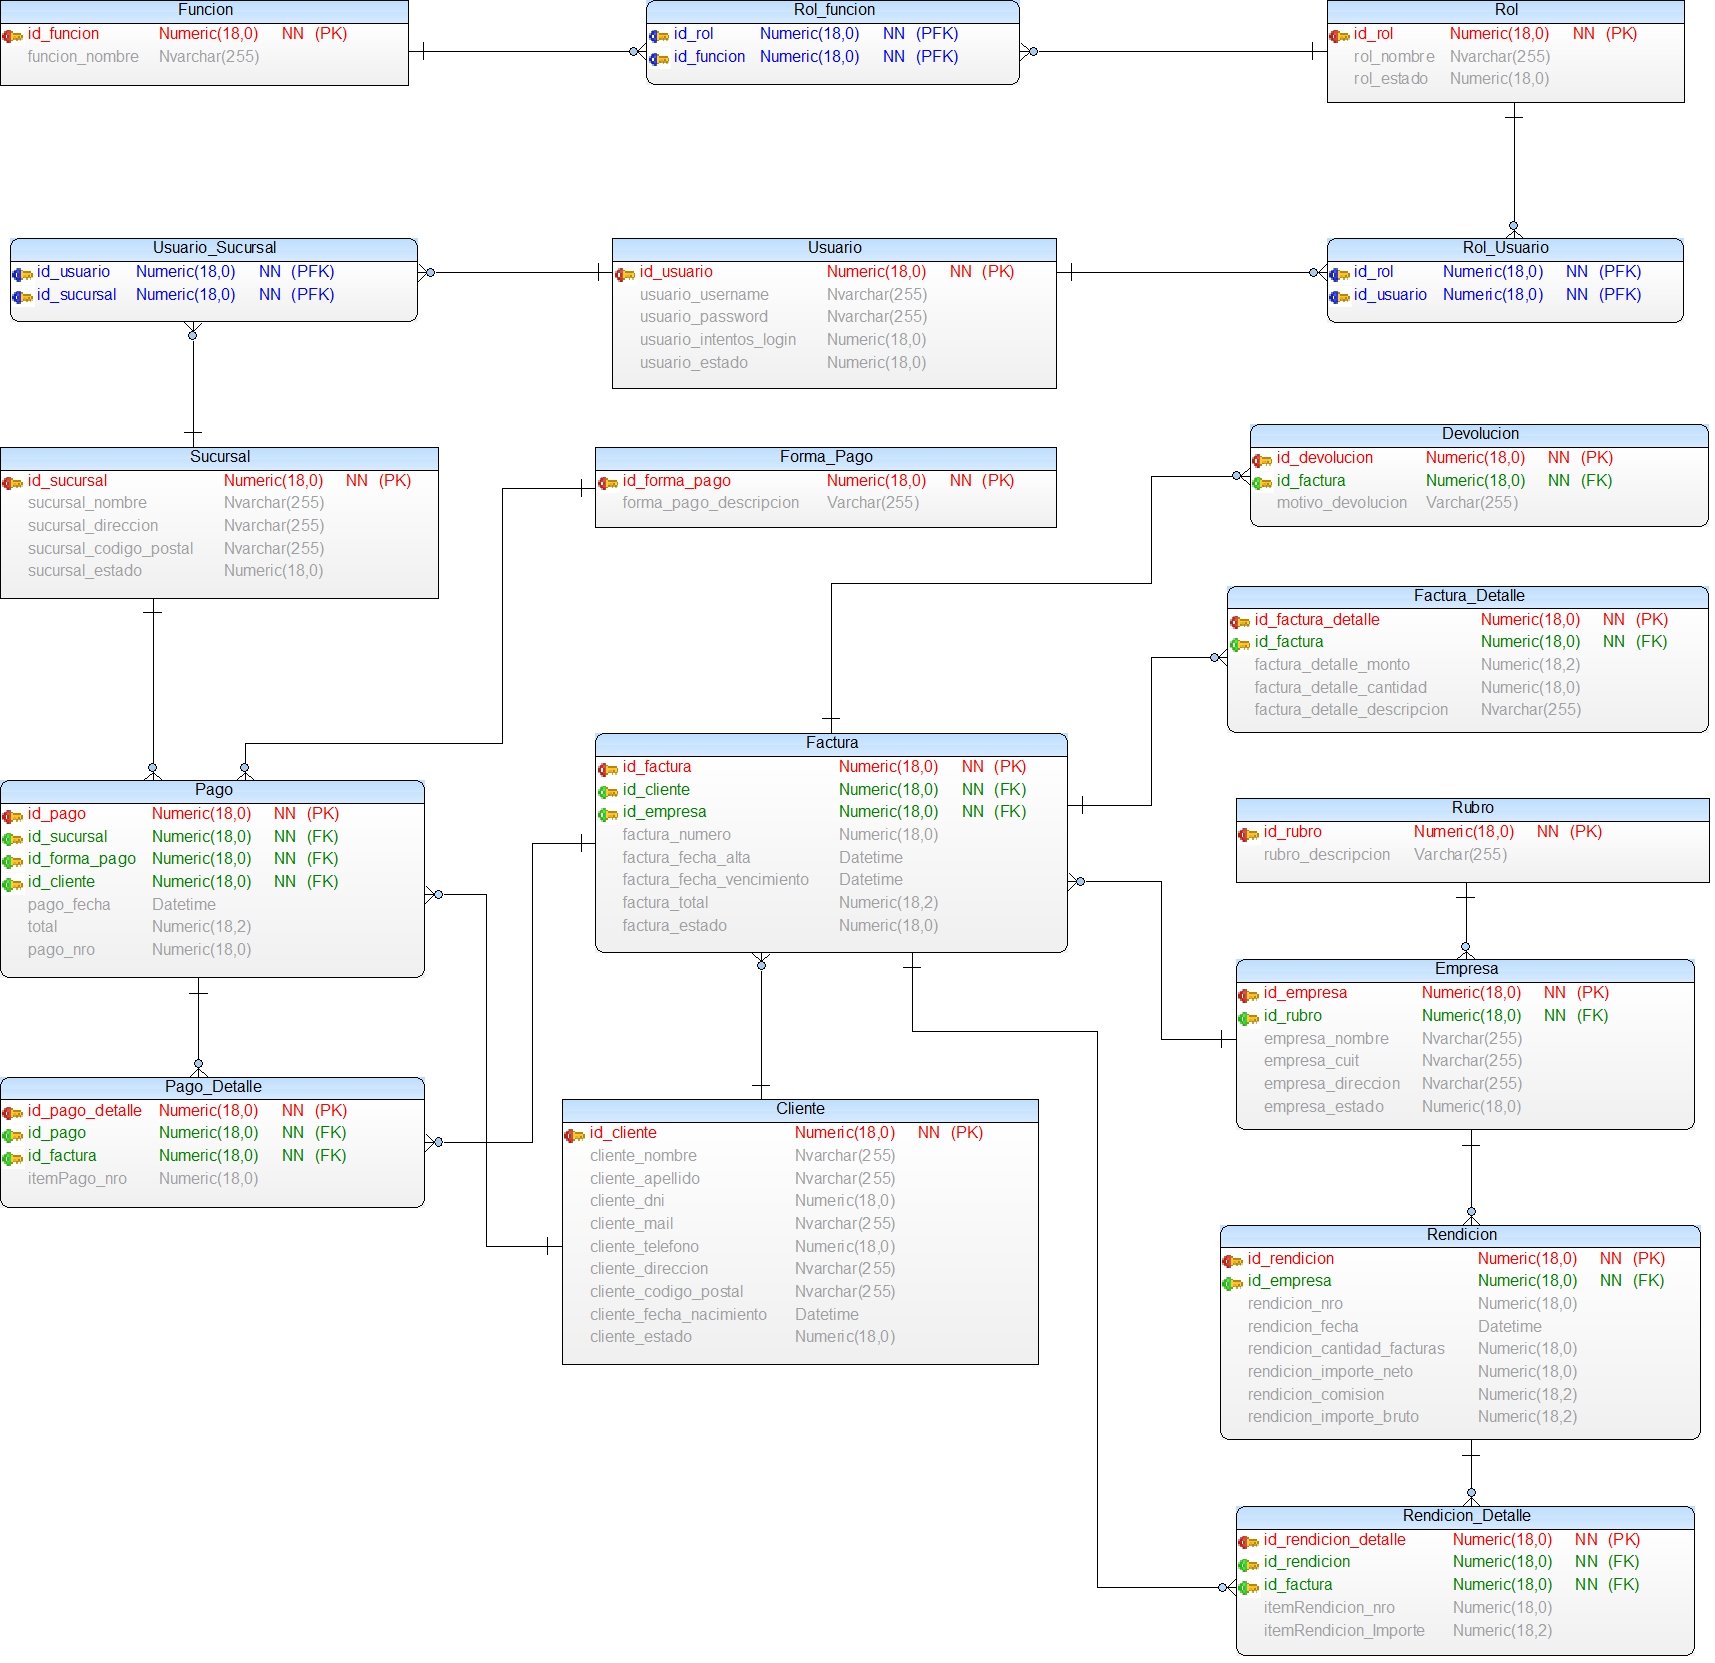 Funcion
id_funcion Numeric(18,0) NN (PK)
funcion_nombre Nvarchar(255)
Rol_funcion
id_rol Numeric(18,0) NN (PFK)
id_funcion Numeric(18,0) NN (PFK)
Rol
id_rol Numeric(18,0) NN (PK)
rol_nombre Nvarchar(255)
rol_estado Numeric(18,0)
Usuario_Sucursal
id_usuario Numeric(18,0) NN (PFK)
id_sucursal Numeric(18,0) NN (PFK)
Usuario
id_usuario Numeric(18,0) NN (PK)
usuario_username Nvarchar(255)
usuario_password Nvarchar(255)
usuario_intentos_login Numeric(18,0)
usuario_estado Numeric(18,0)
Rol_Usuario
id_rol Numeric(18,0) NN (PFK)
id_usuario Numeric(18,0) NN (PFK)
Sucursal
id_sucursal Numeric(18,0) NN (PK)
sucursal_nombre Nvarchar(255)
sucursal_direccion Nvarchar(255)
sucursal_codigo_postal Nvarchar(255)
sucursal_estado Numeric(18,0)
Forma_Pago
id_forma_pago Numeric(18,0) NN (PK)
forma_pago_descripcion Varchar(255)
Devolucion
id_devolucion Numeric(18,0) NN (PK)
id_factura Numeric(18,0) NN (FK)
motivo_devolucion Varchar(255)
Factura_Detalle
id_factura_detalle Numeric(18,0) NN (PK)
id_factura Numeric(18,0) NN (FK)
factura_detalle_monto Numeric(18,2)
factura_detalle_cantidad Numeric(18,0)
factura_detalle_descripcion Nvarchar(255)
Pago
id_pago Numeric(18,0) NN (PK)
id_sucursal Numeric(18,0) NN (FK)
id_forma_pago Numeric(18,0) NN (FK)
id_cliente Numeric(18,0) NN (FK)
pago_fecha Datetime
total Numeric(18,2)
pago_nro Numeric(18,0)
Factura
id_factura Numeric(18,0) NN (PK)
id_cliente Numeric(18,0) NN (FK)
id_empresa Numeric(18,0) NN (FK)
factura_numero Numeric(18,0)
factura_fecha_alta Datetime
factura_fecha_vencimiento Datetime
factura_total Numeric(18,2)
factura_estado Numeric(18,0)
Rubro
id_rubro Numeric(18,0) NN (PK)
rubro_descripcion Varchar(255)
Empresa
id_empresa Numeric(18,0) NN (PK)
id_rubro Numeric(18,0) NN (FK)
empresa_nombre Nvarchar(255)
empresa_cuit Nvarchar(255)
empresa_direccion Nvarchar(255)
empresa_estado Numeric(18,0)
Pago_Detalle
id_pago_detalle Numeric(18,0) NN (PK)
id_pago Numeric(18,0) NN (FK)
id_factura Numeric(18,0) NN (FK)
itemPago_nro Numeric(18,0)
Cliente
id_cliente Numeric(18,0) NN (PK)
cliente_nombre Nvarchar(255)
cliente_apellido Nvarchar(255)
cliente_dni Numeric(18,0)
cliente_mail Nvarchar(255)
cliente_telefono Numeric(18,0)
cliente_direccion Nvarchar(255)
cliente_codigo_postal Nvarchar(255)
cliente_fecha_nacimiento Datetime
cliente_estado Numeric(18,0)
Rendicion
id_rendicion Numeric(18,0) NN (PK)
id_empresa Numeric(18,0) NN (FK)
rendicion_nro Numeric(18,0)
rendicion_fecha Datetime
rendicion_cantidad_facturas Numeric(18,0)
rendicion_importe_neto Numeric(18,0)
rendicion_comision Numeric(18,2)
rendicion_importe_bruto Numeric(18,2)
Rendicion_Detalle
id_rendicion_detalle Numeric(18,0) NN (PK)
id_rendicion Numeric(18,0) NN (FK)
id_factura Numeric(18,0) NN (FK)
itemRendicion_nro Numeric(18,0)
itemRendicion_Importe Numeric(18,2)